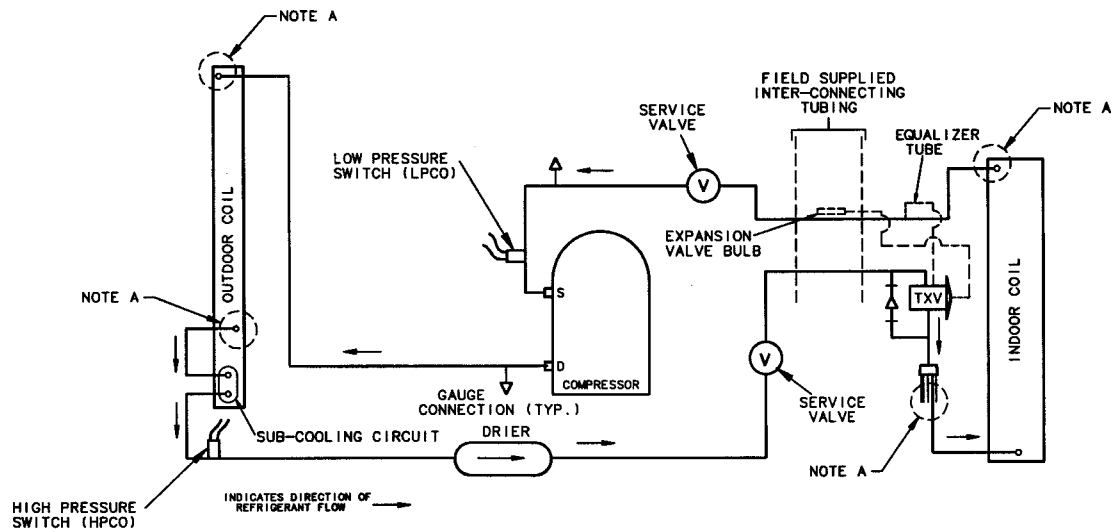 NOTE A
FIELD SUPPLIED
INTER-CONNECTING
TUBING
SERVICE
VALVE
NOTE A
EQUALIZER
TUBE
LOW PRESSURE
SWITCH (LPCO)
V
OUTDOOR COIL
EXPANSION
VALVE BULB
S
NOTE A
TXV
INDOOR COIL
D
COMPRESSOR
V
GAUGE
CONNECTION (TYP.)
SERVICE
VALVE
SUB-COOLING CIRCUIT
DRIER
NOTE A
INDICATES DIRECTION OF
REFRIGERANT FLOW
HIGH PRESSURE
SWITCH (HPCO)